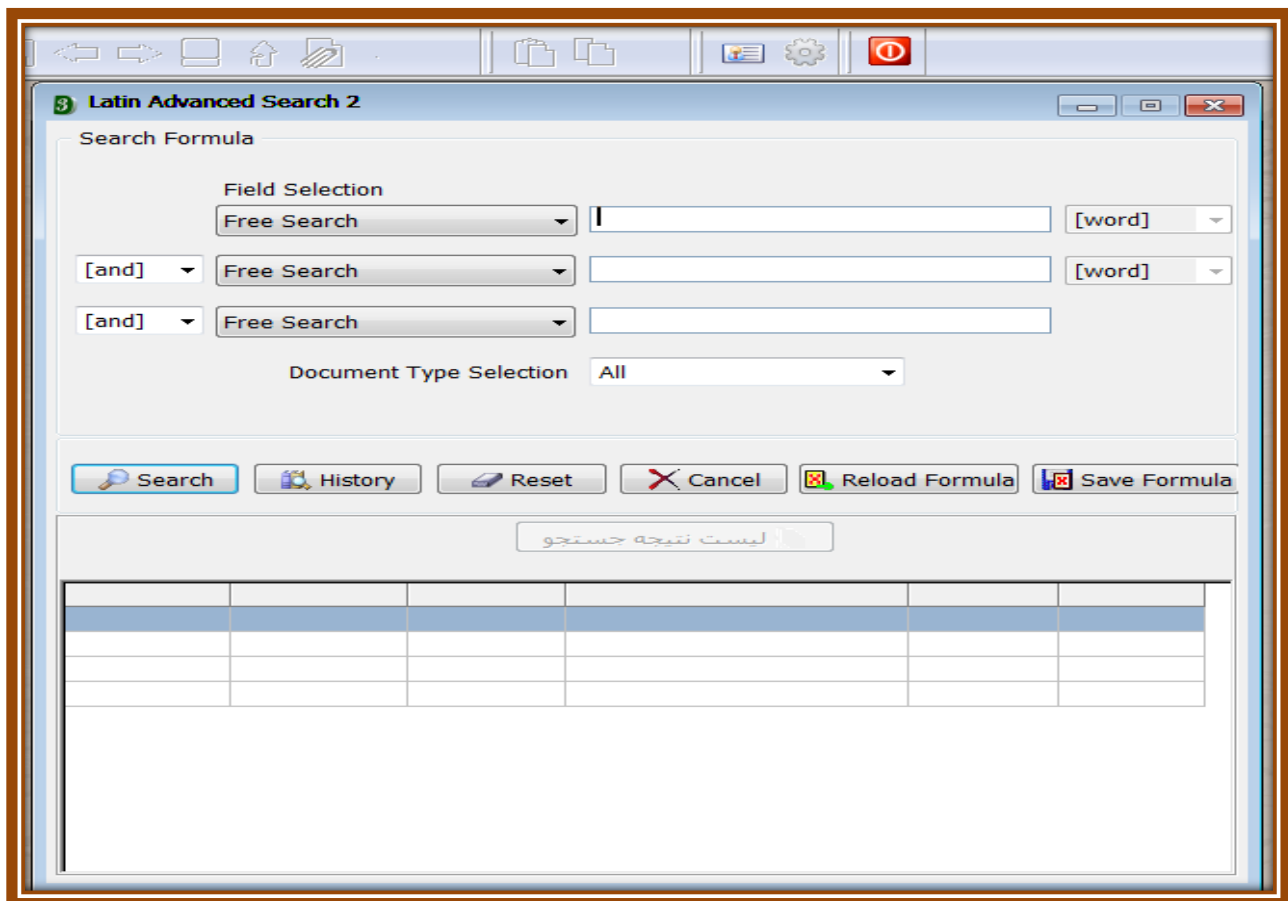 Latin Advanced Search 2
Search Formula
Field Selection
Free Search [word]
[and] Free Search [word]
[and] Free Search
Document Type Selection All
Search History Reset Cancel Reload Formula Save Formula
لیست نتیجه جستجو